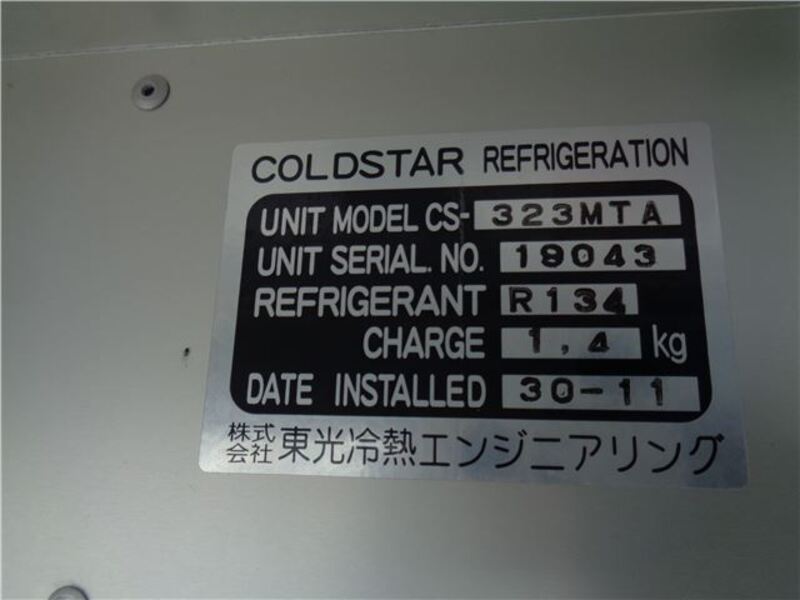 COLDSTAR REFRIGERATION
UNIT MODEL CS-323MTA
UNIT SERIAL. NO. 19043
REFRIGERANT R134
CHARGE 1,4 kg
DATE INSTALLED 30-11
株式会社 東光冷熱エンジニアリング